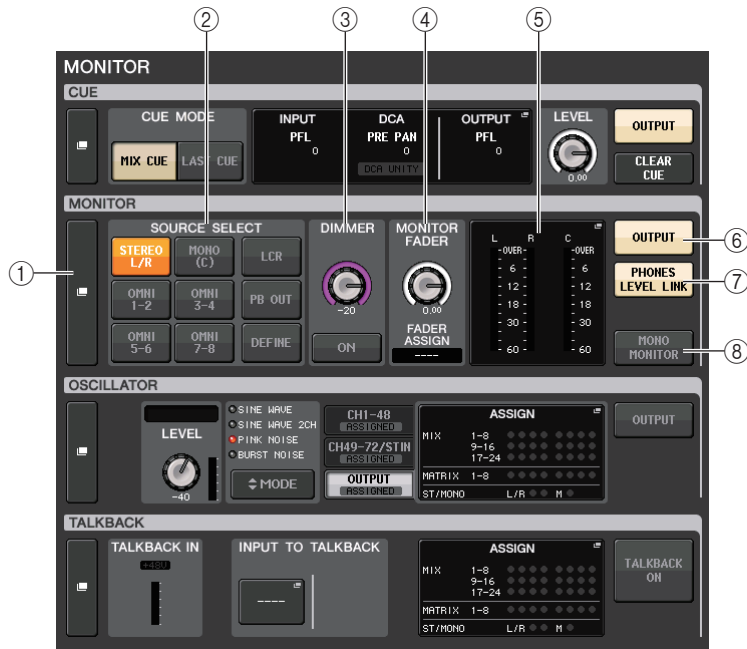 ② ③ ④ ⑤
MONITOR
CUE
CUE MODE
MIX CUE LAST CUE
INPUT
PFL
0
DCA
PRE PAN
0
DCA UNITY
OUTPUT
PFL
0
LEVEL
0.00
OUTPUT
CLEAR
CUE
MONITOR
①
SOURCE SELECT
STEREO
L/R
MONO
(C)
LCR
OMNI
1-2
OMNI
3-4
PB OUT
OMNI
5-6
OMNI
7-8
DEFINE
DIMMER
-20
ON
MONITOR
FADER
0.00
FADER
ASSIGN
----
L R C
-OVER- -OVER
- 6 - - 6
- 12 - - 12
- 18 - - 18
- 30 - - 30
- 60 - - 60
OUTPUT
⑥
PHONES
LEVEL LINK
⑦
MONO
MONITOR
⑧
OSCILLATOR
LEVEL
-40
SINE WAVE
SINE WAVE 2CH
PINK NOISE
BURST NOISE
MODE
CH1-48
ASSIGNED
CH49-72/STIN
ASSIGNED
OUTPUT
ASSIGNED
ASSIGN
MIX 1-8
9-16
17-24
MATRIX 1-8
ST/MONO L/R M
OUTPUT
TALKBACK
TALKBACK IN
+48V
INPUT TO TALKBACK
----
ASSIGN
MIX 1-8
9-16
17-24
MATRIX 1-8
ST/MONO L/R M
TALKBACK
ON